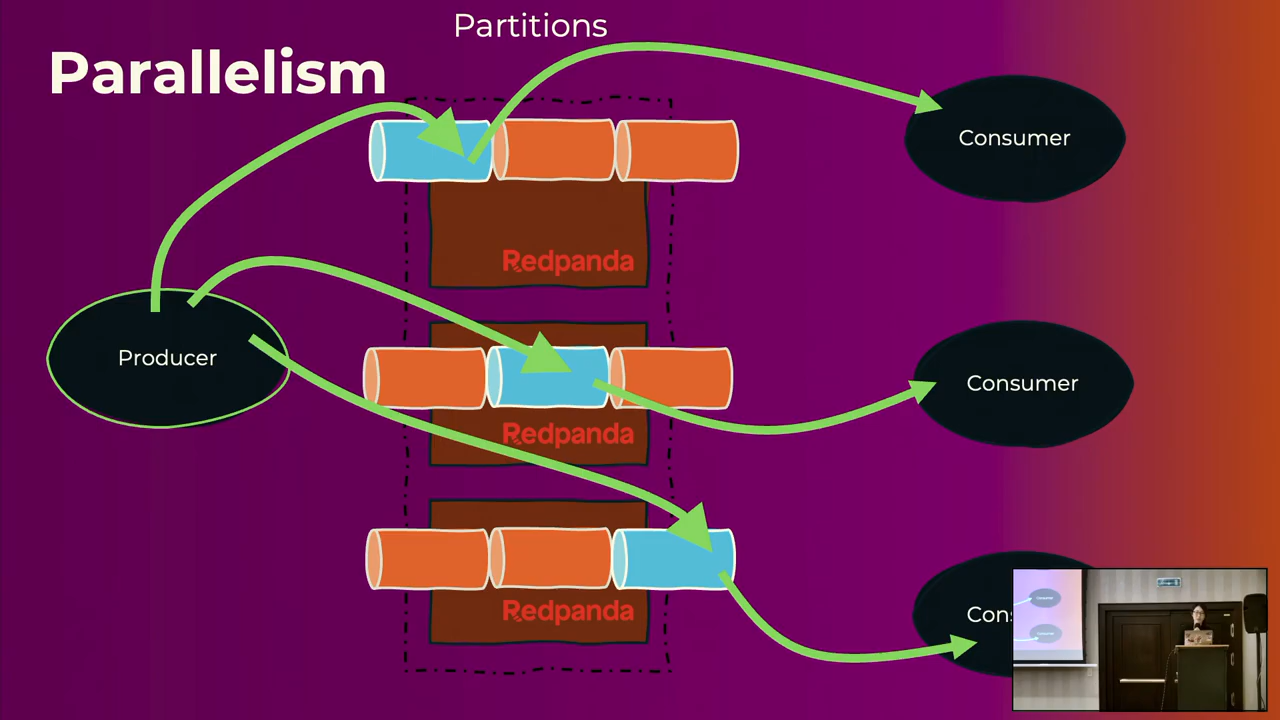 Partitions
Parallelism
Consumer
Redpanda
Producer
Consumer
Redpanda
Redpanda